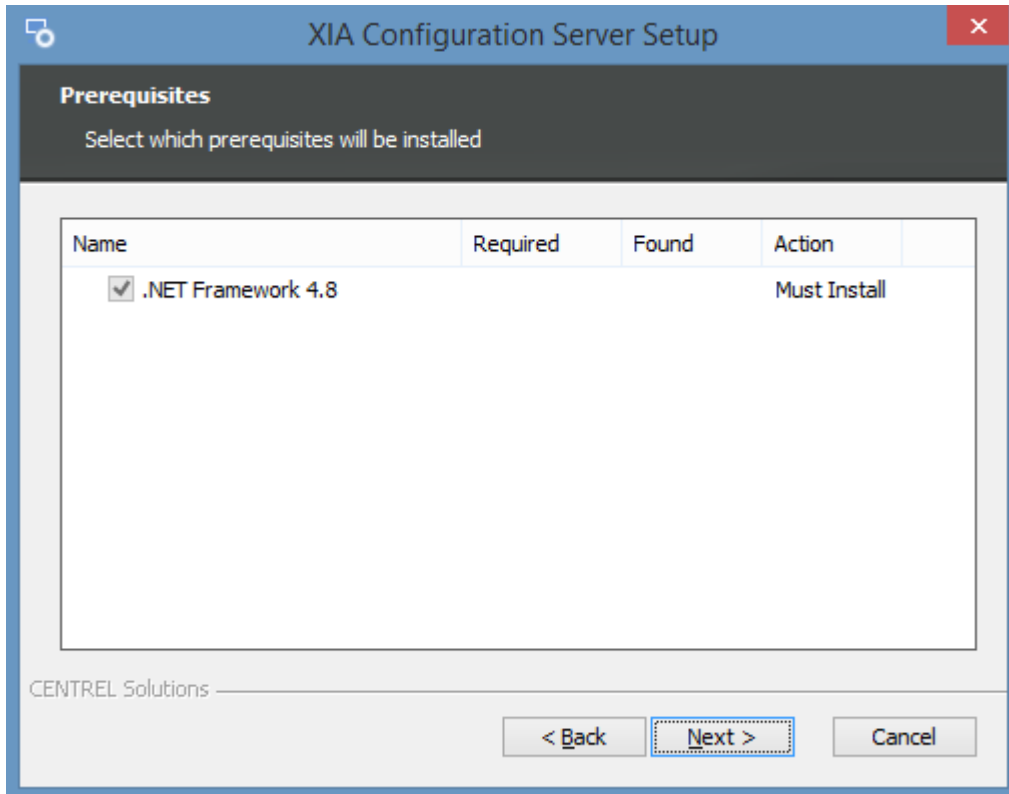 XIA Configuration Server Setup
Prerequisites
Select which prerequisites will be installed
Name Required Found Action
.NET Framework 4.8 Must Install
CENTREL Solutions
< Back Next > Cancel